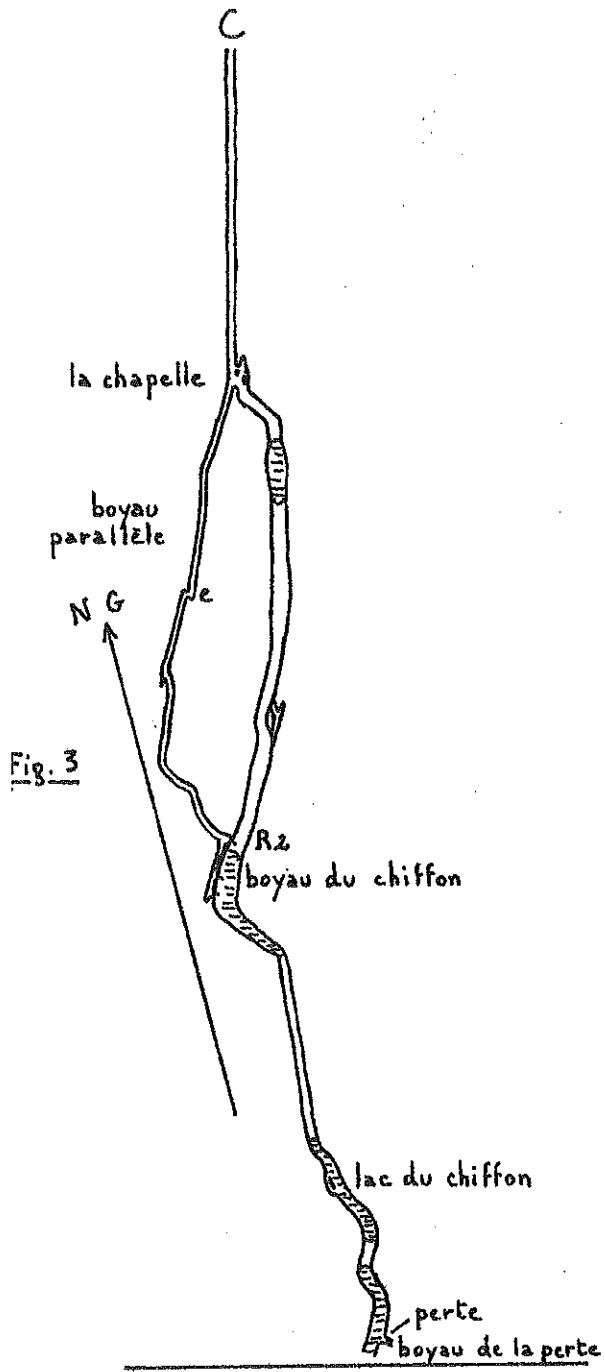 C
la chapelle
boyau
parallèle
e
N G
Fig. 3
R2
boyau du chiffon
lac du chiffon
perte
boyau de la perte